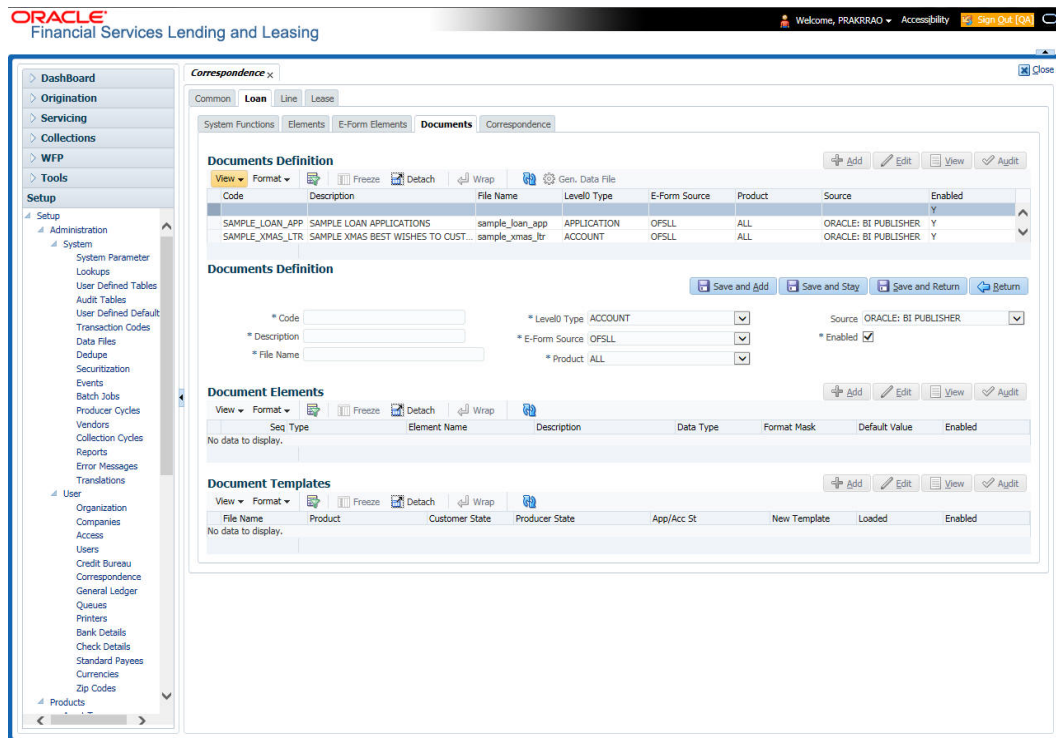 ORACLE
Financial Services Lending and Leasing
Welcome, PRAKRRAO Accessibility Sign Out [QA]
Close
DashBoard
Origination
Servicing
Collections
WFP
Tools
Setup
Setup
Administration
System
System Parameter
Lookups
User Defined Tables
Audit Tables
User Defined Default
Transaction Codes
Data Files
Dedupe
Securitization
Events
Batch Jobs
Producer Cycles
Vendors
Collection Cycles
Reports
Error Messages
Translations
User
Organization
Companies
Access
Users
Credit Bureau
Correspondence
General Ledger
Queues
Printers
Bank Details
Check Details
Standard Payees
Currencies
Zip Codes
Products
Correspondence x
Common Loan Line Lease
System Functions Elements E-Form Elements Documents Correspondence
Documents Definition Add Edit View Audit
View Format Freeze Detach Wrap Gen. Data File
Code Description File Name Level0 Type E-Form Source Product Source Enabled
Y
SAMPLE_LOAN_APP SAMPLE LOAN APPLICATIONS sample_loan_app APPLICATION OFSLL ALL ORACLE: BI PUBLISHER Y
SAMPLE_XMAS_LTR SAMPLE XMAS BEST WISHES TO CUST... sample_xmas_ltr ACCOUNT OFSLL ALL ORACLE: BI PUBLISHER Y
Documents Definition
Save and Add Save and Stay Save and Return Return
* Code * Level0 Type ACCOUNT Source ORACLE: BI PUBLISHER
* Description * E-Form Source OFSLL * Enabled
* File Name * Product ALL
Document Elements Add Edit View Audit
View Format Freeze Detach Wrap
Seq Type Element Name Description Data Type Format Mask Default Value Enabled
No data to display.
Document Templates Add Edit View Audit
View Format Freeze Detach Wrap
File Name Product Customer State Producer State App/Acc St New Template Loaded Enabled
No data to display.